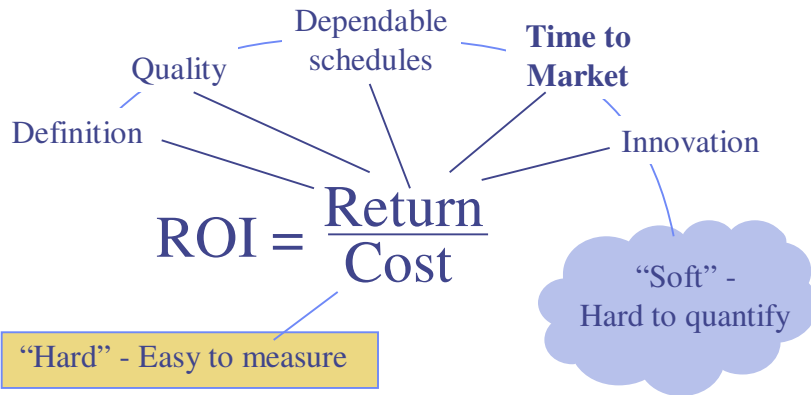 Dependable
schedules
Time to
Market
Quality
Definition
Innovation
ROI = Return
Cost
“Soft” -
Hard to quantify
“Hard” - Easy to measure